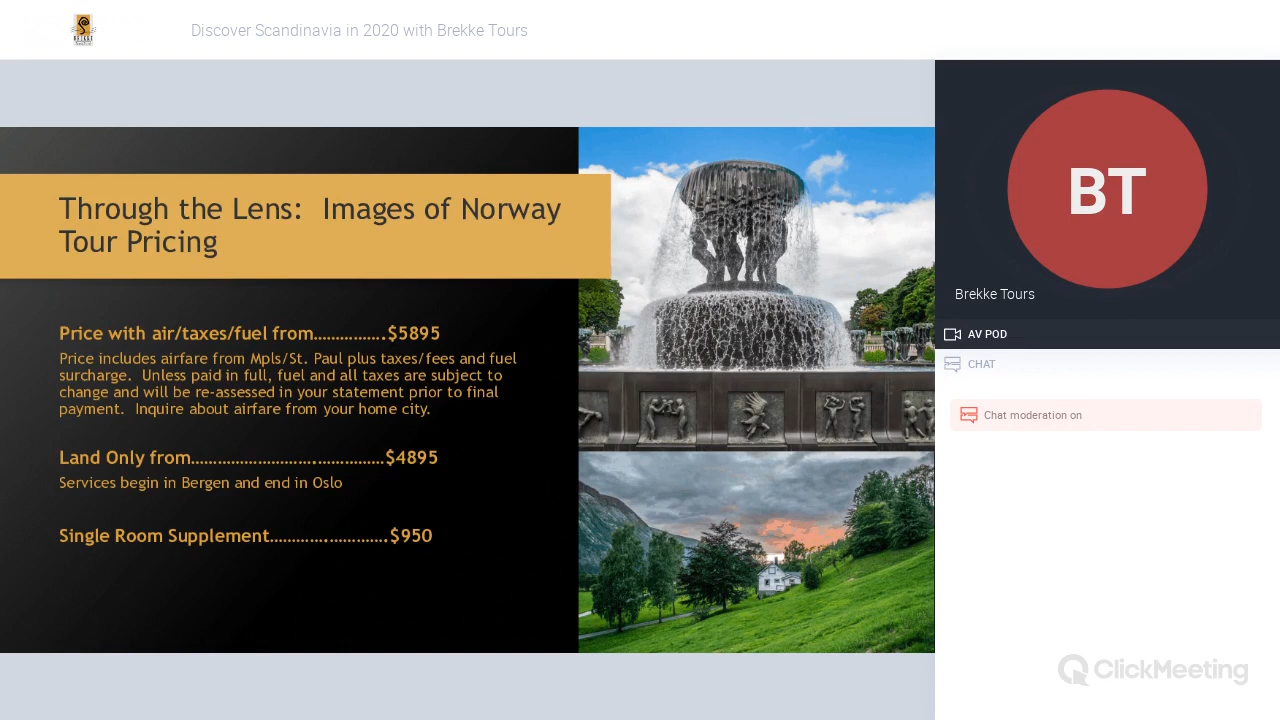 BREKKE
Discover Scandinavia in 2020 with Brekke Tours
Through the Lens:  Images of Norway
Tour Pricing
Price with air/taxes/fuel from…………….$5895
Price includes airfare from Mpls/St. Paul plus taxes/fees and fuel
surcharge.  Unless paid in full, fuel and all taxes are subject to
change and will be re-assessed in your statement prior to final
payment.  Inquire about airfare from your home city.
Land Only from……………………….……………$4895
Services begin in Bergen and end in Oslo
Single Room Supplement………….………….$950
BT
Brekke Tours
AV POD
CHAT
Chat moderation on
ClickMeeting